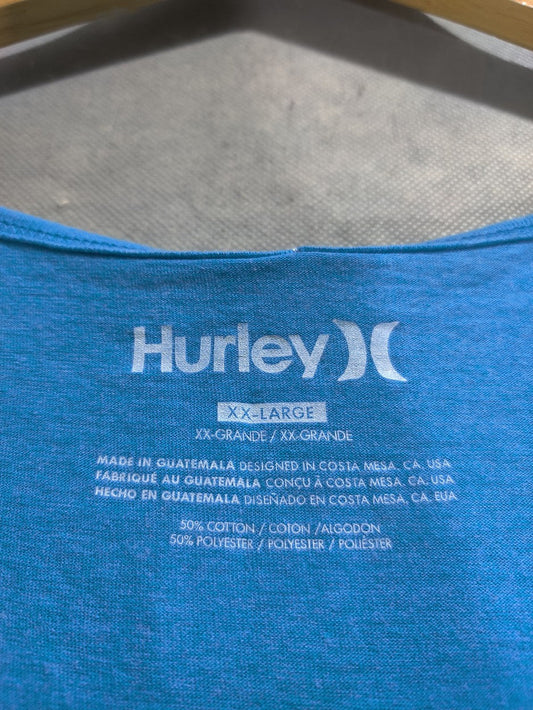 Hurley
XX-LARGE
XX-GRANDE / XX-GRANDE
MADE IN GUATEMALA DESIGNED IN COSTA MESA, CA. USA
FABRIQUÉ AU GUATEMALA CONÇU À COSTA MESA, CA. USA
HECHO EN GUATEMALA DISEÑADO EN COSTA MESA, CA. EUA
50% COTTON / COTON /ALGODON
50% POLYESTER / POLYESTER / POLIÉSTER